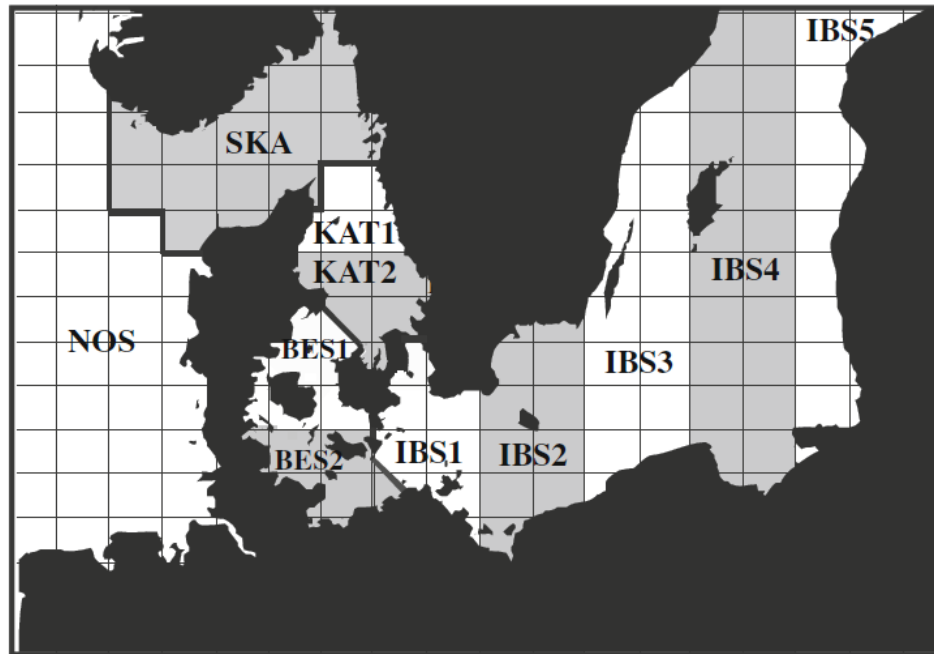 IBS5
SKA
KAT1
KAT2
IBS4
NOS
BES1
IBS3
IBS1
IBS2
BES2